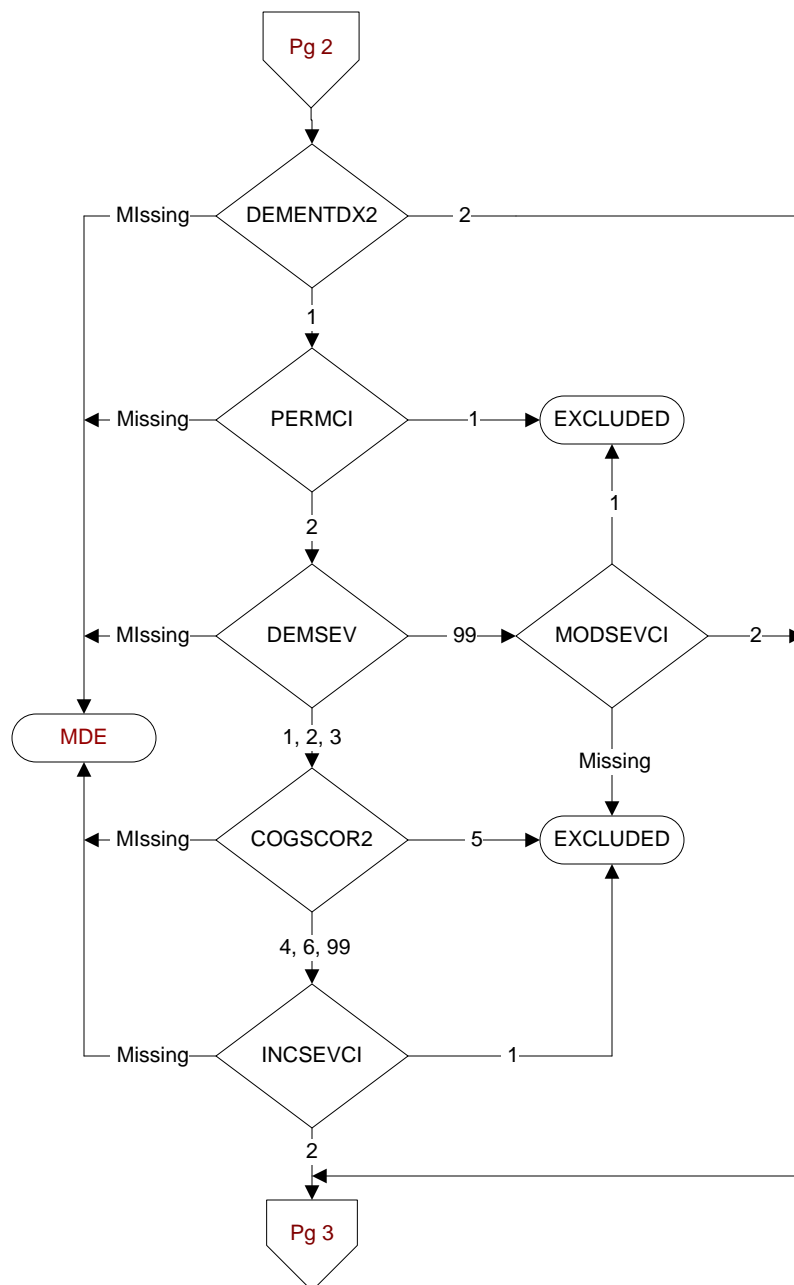 Pg 2
MIssing
DEMENTDX2
2
1
Missing
PERMCI
1
EXCLUDED
2
1
MIssing
DEMSEV
99
MODSEVCI
2
MDE
1, 2, 3
Missing
MIssing
COGSCOR2
5
EXCLUDED
4, 6, 99
Missing
INCSEVCI
1
2
Pg 3